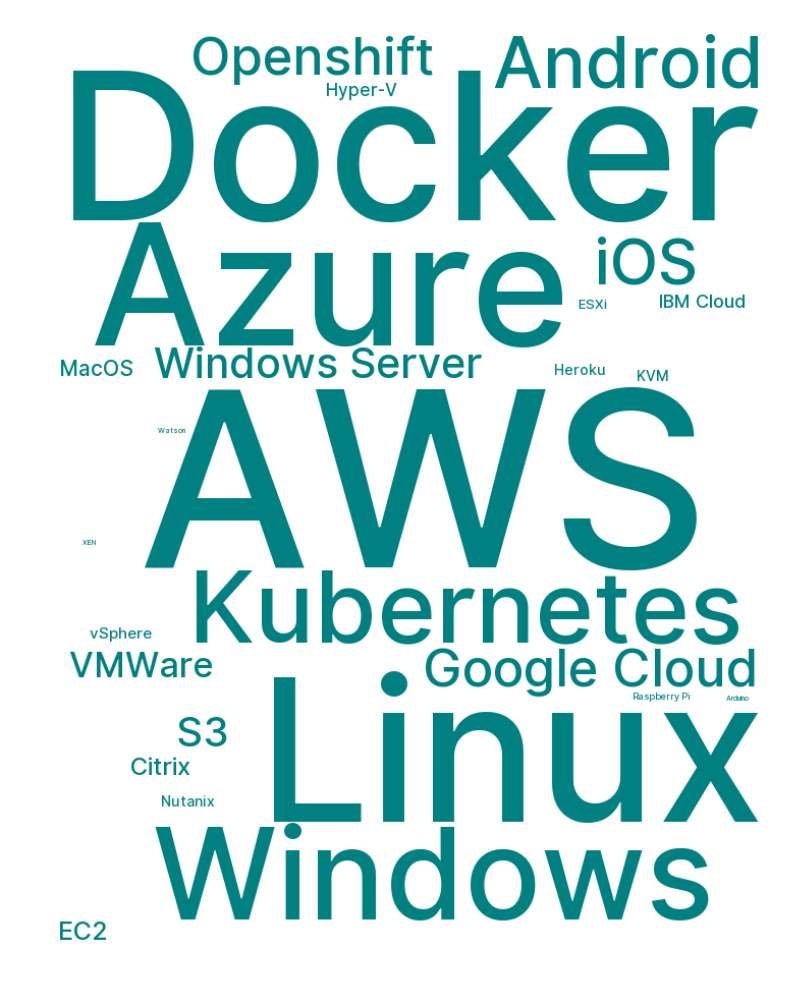 Openshift Android
Hyper-V
Docker
Azure iOS
ESXi IBM Cloud
MacOS Windows Server Heroku KVM
AWS
Watson
XEN
Kubernetes
vSphere
VMWare Google Cloud
Raspberry Pi Arduino
Linux
S3
Citrix
Nutanix
Windows
EC2